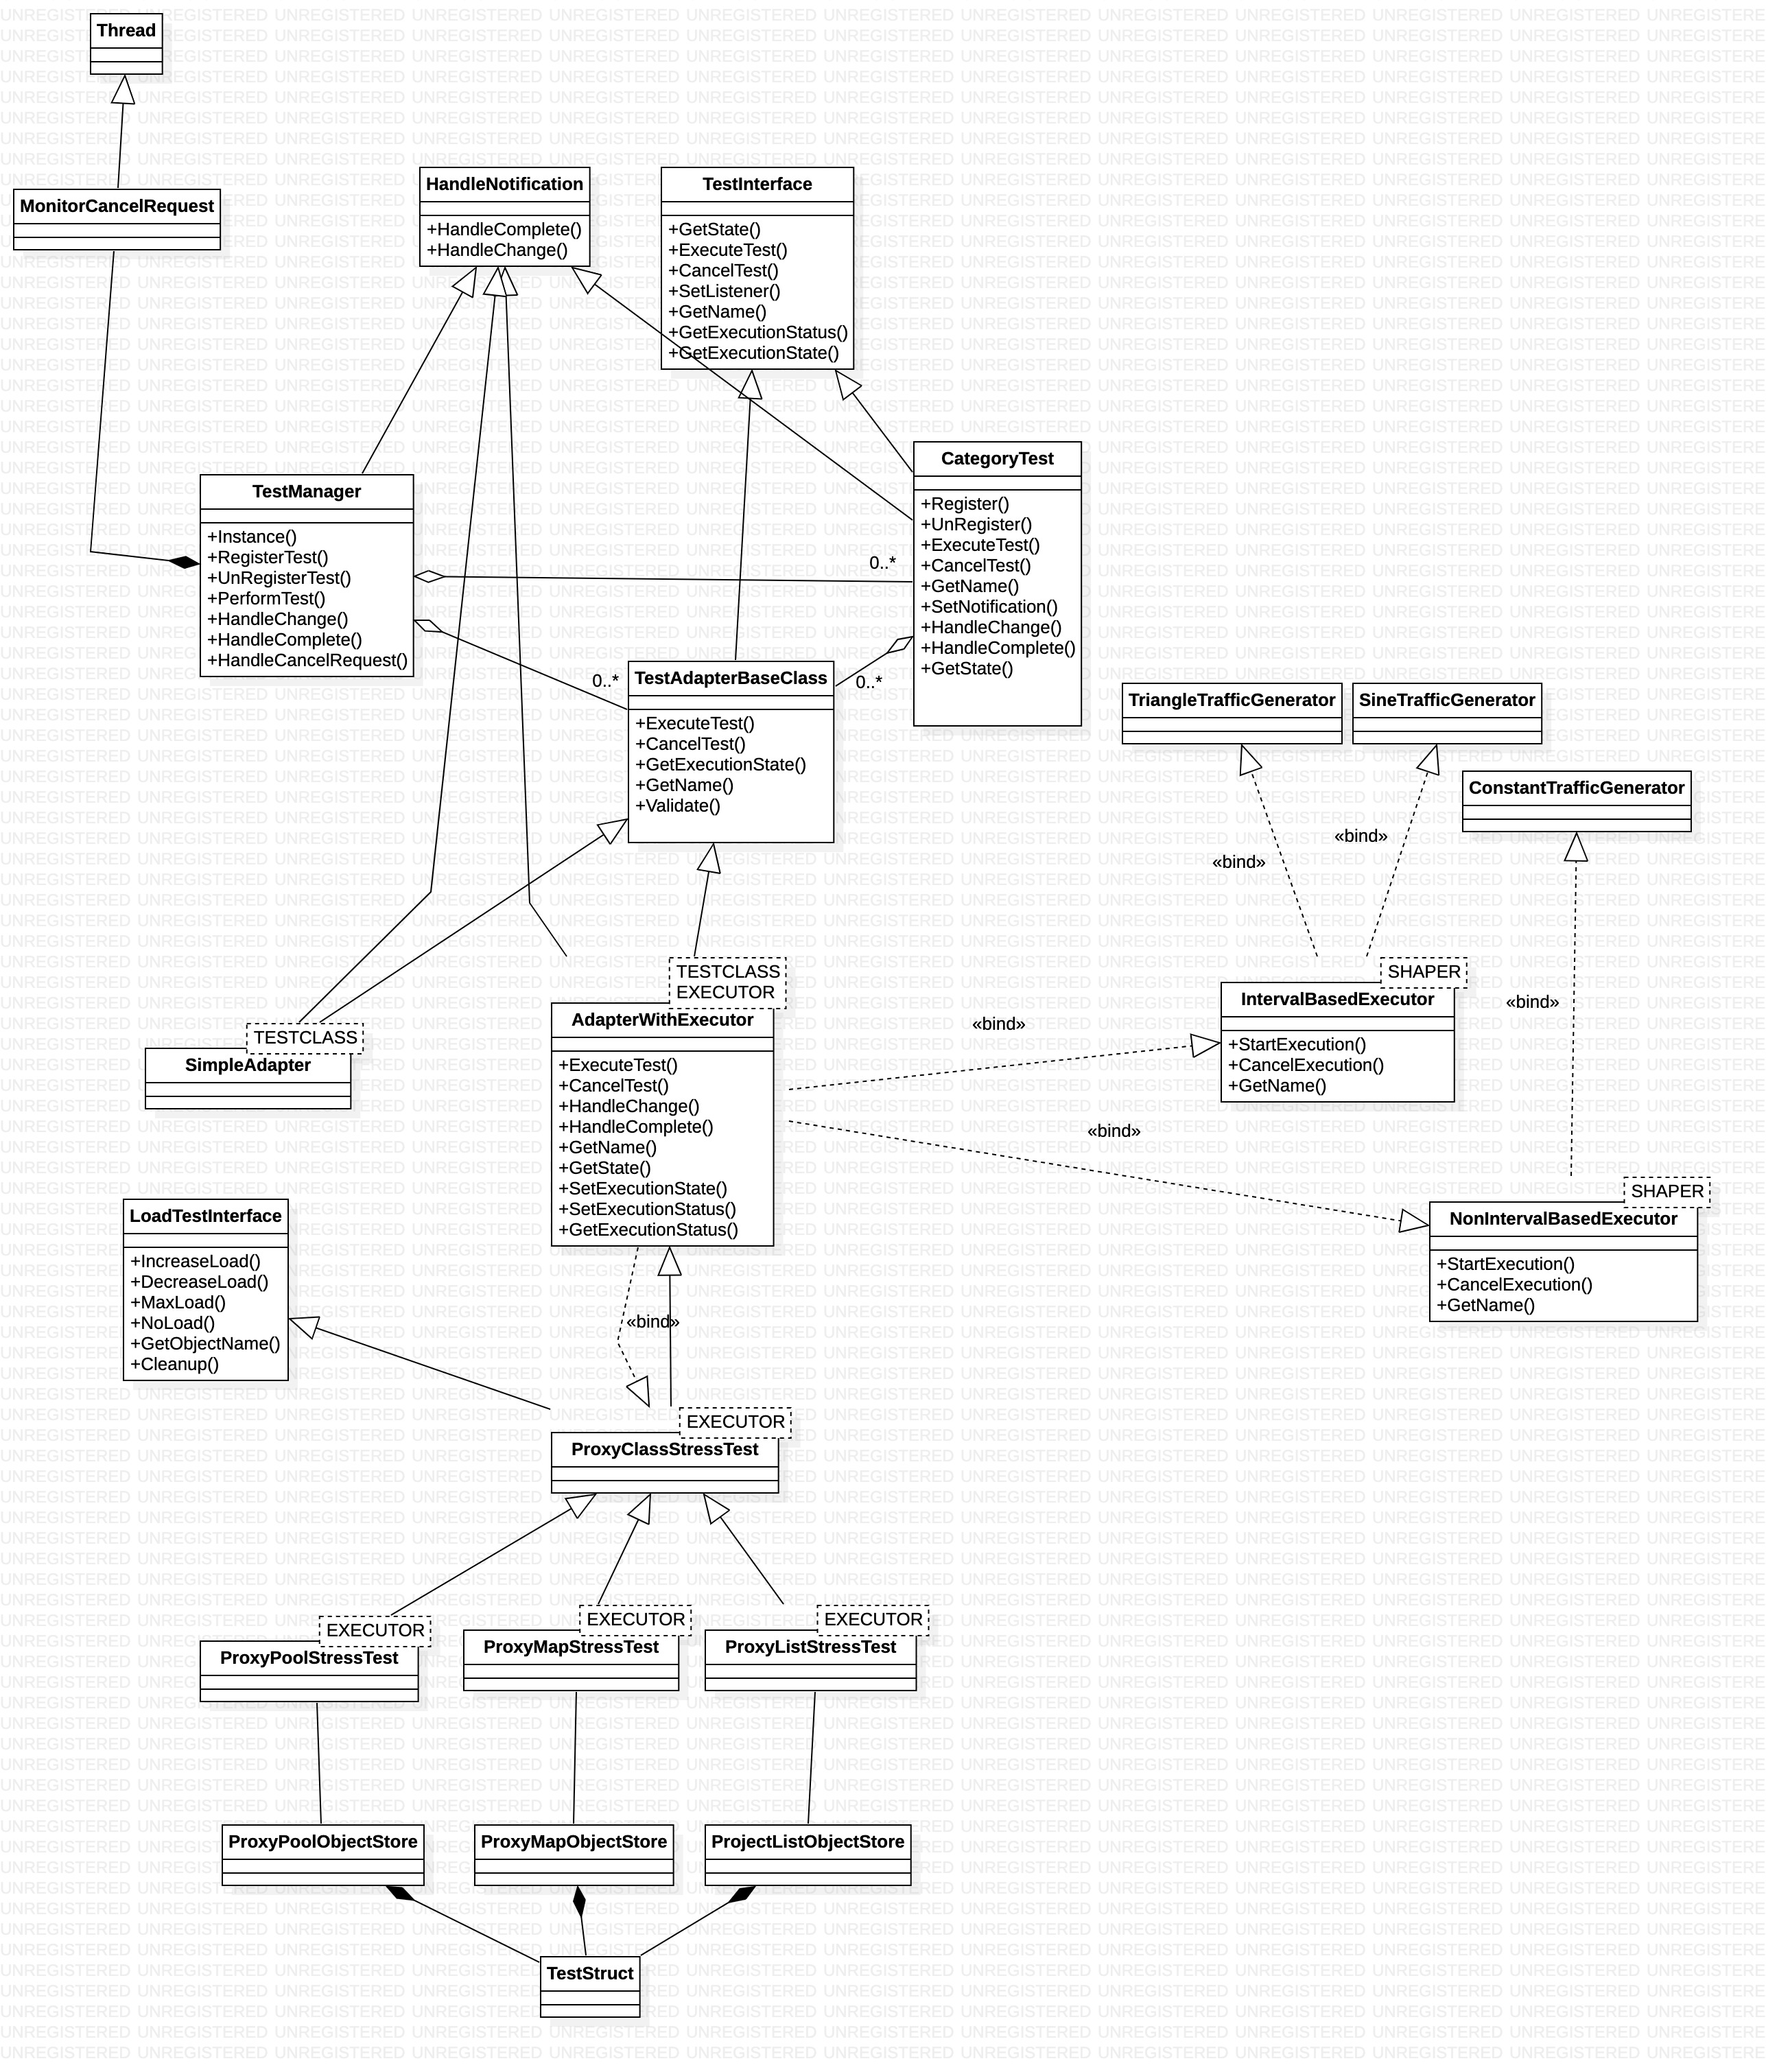 Thread
MonitorCancelRequest
HandleNotification
+HandleComplete()
+HandleChange()
TestInterface
+GetState()
+ExecuteTest()
+CancelTest()
+SetListener()
+GetName()
+GetExecutionStatus()
+GetExecutionState()
TestManager
+Instance()
+RegisterTest()
+UnRegisterTest()
+PerformTest()
+HandleChange()
+HandleComplete()
+HandleCancelRequest()
CategoryTest
+Register()
+UnRegister()
+ExecuteTest()
+CancelTest()
+GetName()
+SetNotification()
+HandleChange()
+HandleComplete()
+GetState()
0..*
0..*
0..*
TestAdapterBaseClass
+ExecuteTest()
+CancelTest()
+GetExecutionState()
+GetName()
+Validate()
TriangleTrafficGenerator
SineTrafficGenerator
ConstantTrafficGenerator
«bind»
«bind»
«bind»
TESTCLASS
SimpleAdapter
TESTCLASS
EXECUTOR
AdapterWithExecutor
+ExecuteTest()
+CancelTest()
+HandleChange()
+HandleComplete()
+GetName()
+GetState()
+SetExecutionState()
+SetExecutionStatus()
+GetExecutionStatus()
«bind»
«bind»
SHAPER
IntervalBasedExecutor
+StartExecution()
+CancelExecution()
+GetName()
SHAPER
NonIntervalBasedExecutor
+StartExecution()
+CancelExecution()
+GetName()
LoadTestInterface
+IncreaseLoad()
+DecreaseLoad()
+MaxLoad()
+NoLoad()
+GetObjectName()
+Cleanup()
«bind»
EXECUTOR
ProxyClassStressTest
EXECUTOR
ProxyPoolStressTest
EXECUTOR
ProxyMapStressTest
EXECUTOR
ProxyListStressTest
ProxyPoolObjectStore
ProxyMapObjectStore
ProjectListObjectStore
TestStruct
UNREGISTERED